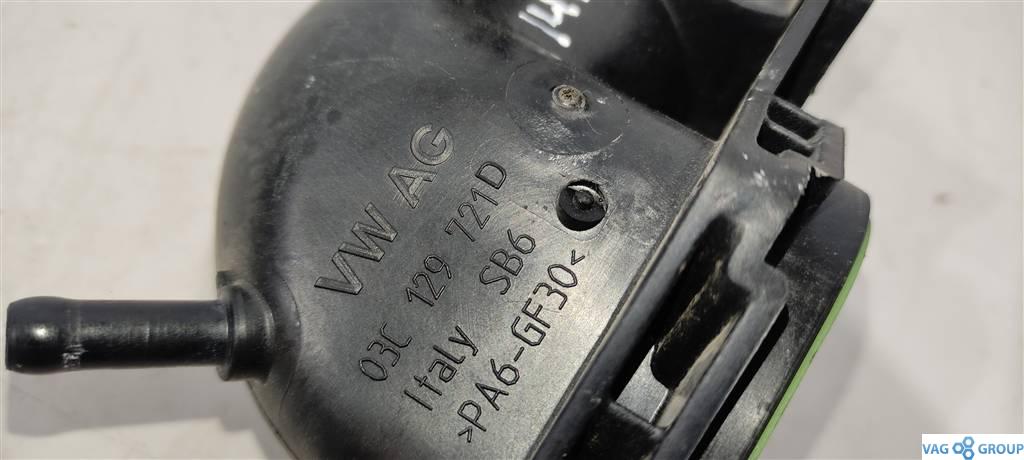 VW AG
03C 129 721D
Italy SB6
>PA6-GF30<
VAG GROUP